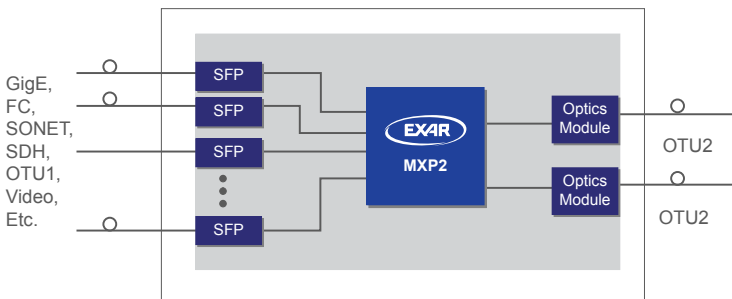 GigE,
FC,
SONET,
SDH,
OTU1,
Video,
Etc.
SFP
SFP
SFP
SFP
EXAR
MXP2
Optics
Module
Optics
Module
OTU2
OTU2